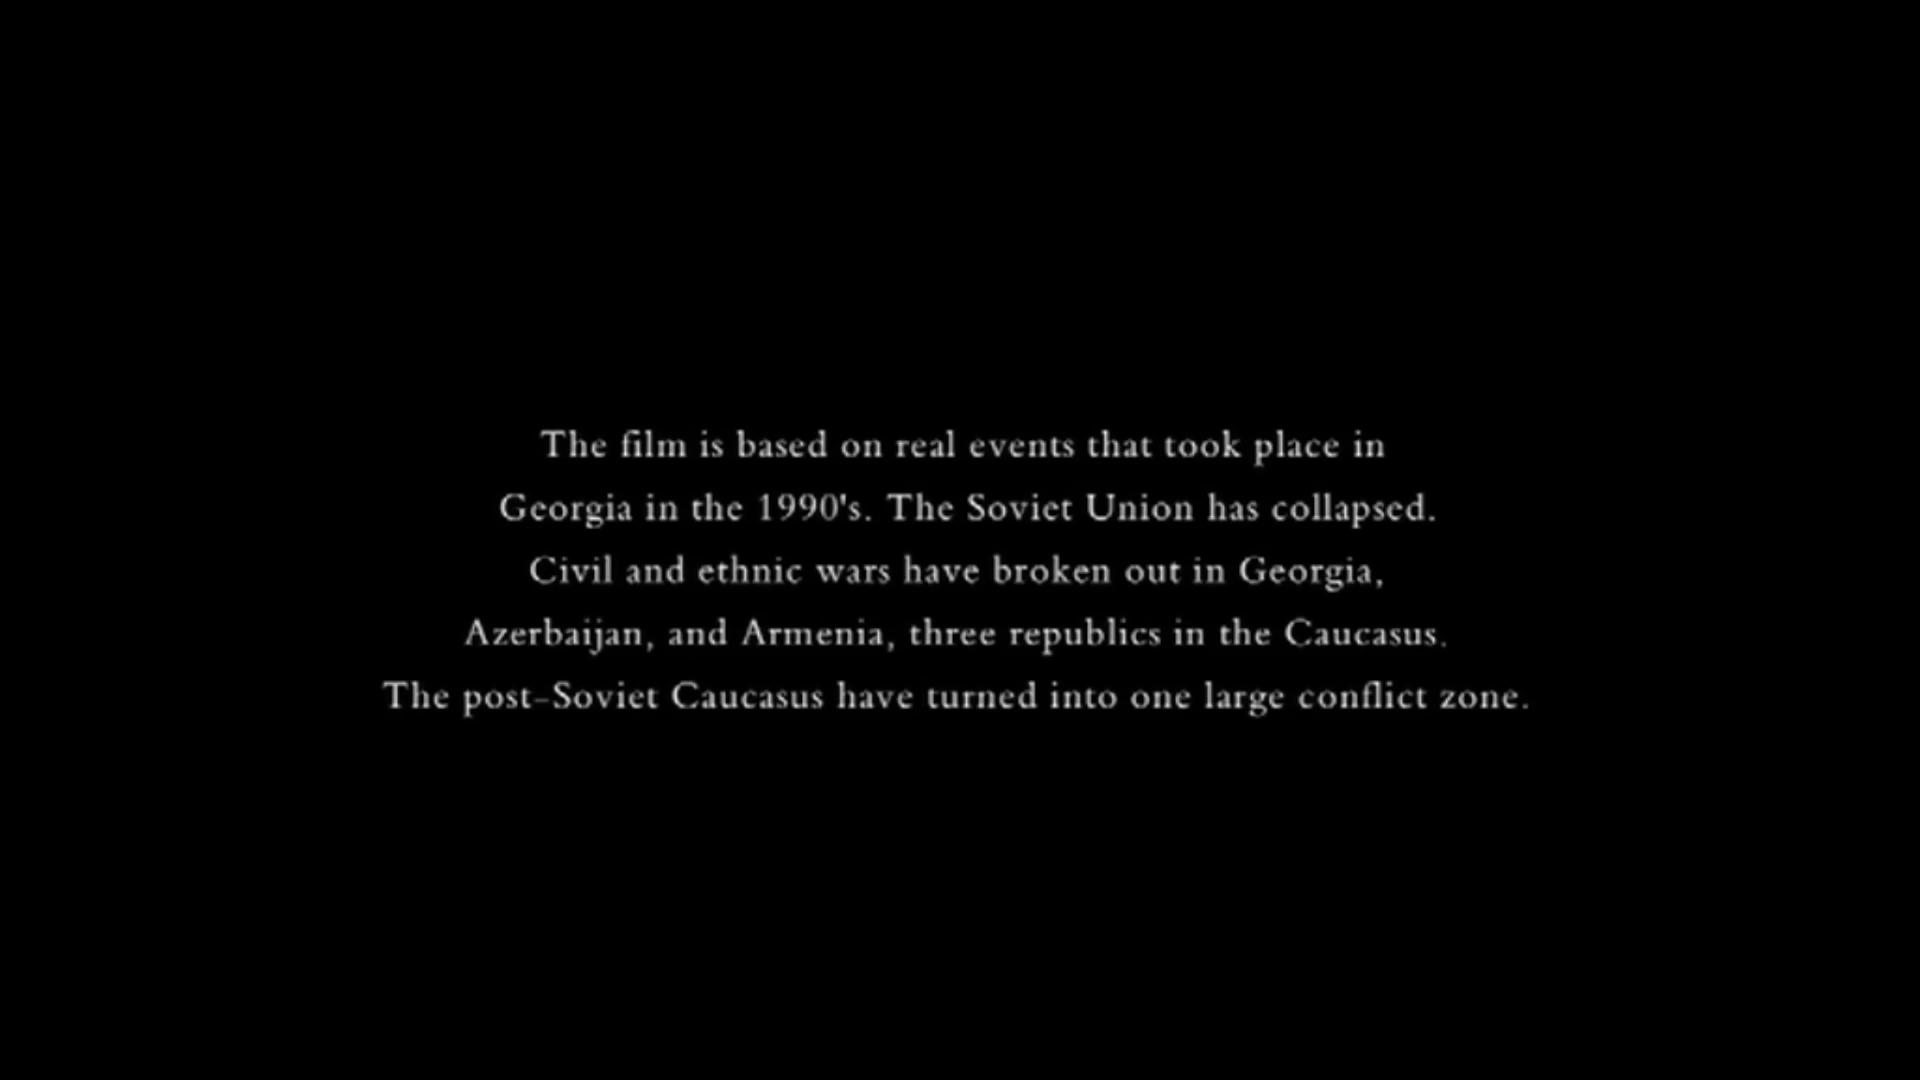 The film is based on real events that took place in
Georgia in the 1990's. The Soviet Union has collapsed.
Civil and ethnic wars have broken out in Georgia,
Azerbaijan, and Armenia, three republics in the Caucasus.
The post-Soviet Caucasus have turned into one large conflict zone.